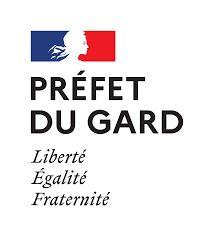 PRÉFET
DU GARD
Liberté
Égalité
Fraternité